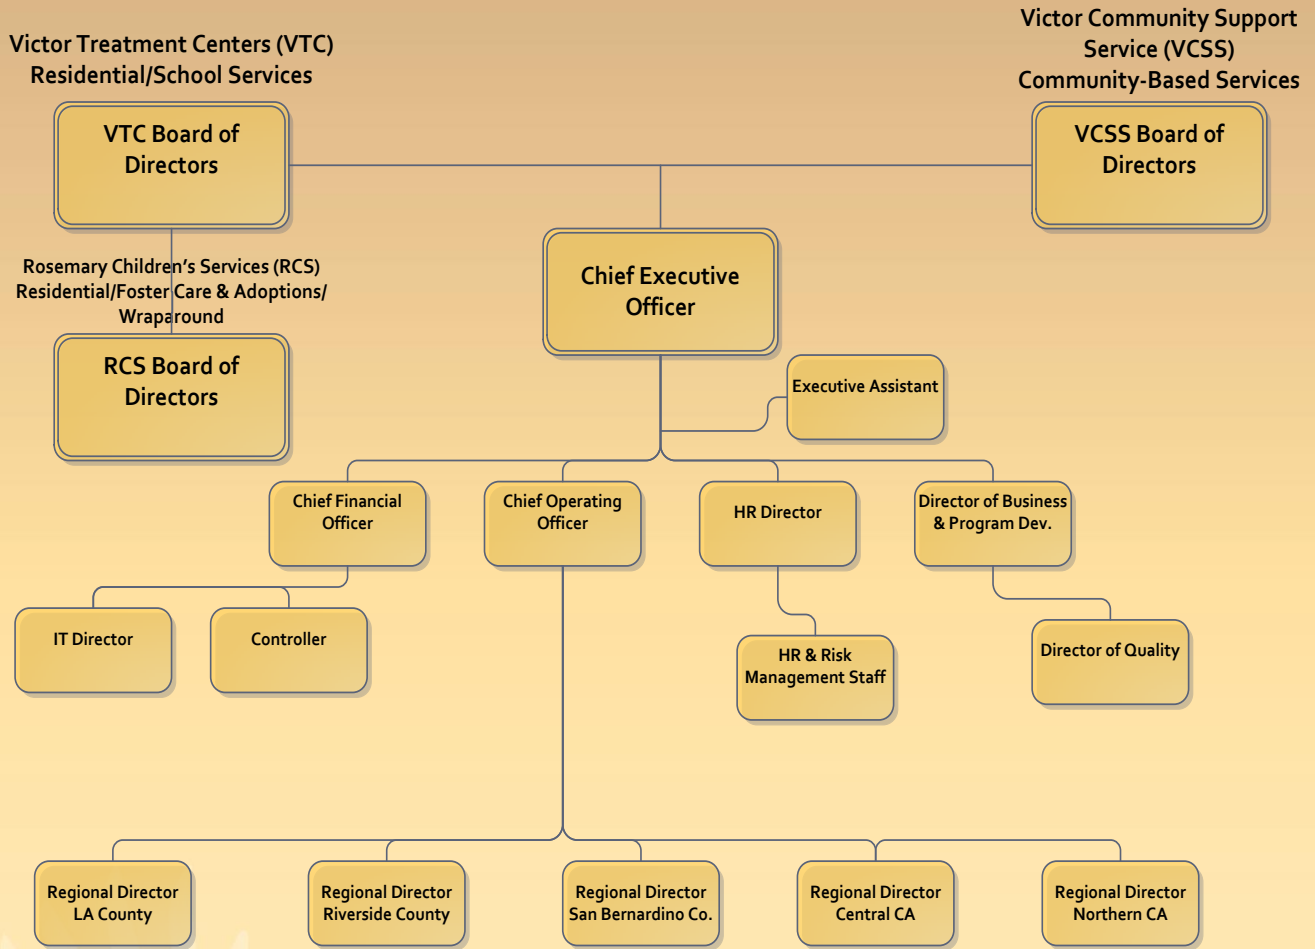 Victor Treatment Centers (VTC)
Residential/School Services
Victor Community Support
Service (VCSS)
Community-Based Services
VTC Board of
Directors
VCSS Board of
Directors
Rosemary Children's Services (RCS)
Residential/Foster Care & Adoptions/
Wraparound
Chief Executive
Officer
RCS Board of
Directors
Executive Assistant
Chief Financial
Officer
Chief Operating
Officer
HR Director
Director of Business
& Program Dev.
IT Director
Controller
HR & Risk
Management Staff
Director of Quality
Regional Director
LA County
Regional Director
Riverside County
Regional Director
San Bernardino Co.
Regional Director
Central CA
Regional Director
Northern CA